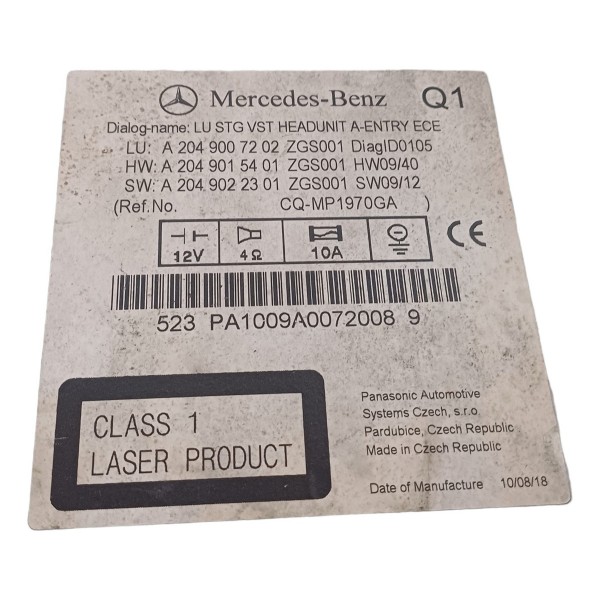 Mercedes-Benz Q1
Dialog-name: LU STG VST HEADUNIT A-ENTRY ECE
LU: A 204 900 72 02 ZGS001 DiagID0105
HW: A 204 901 54 01 ZGS001 HW09/40
SW: A 204 902 23 01 ZGS001 SW09/12
(Ref.No. CQ-MP1970GA )
12V 4Ω 10A CE
523 PA1009A0072008 9
CLASS 1
LASER PRODUCT
Panasonic Automotive
Systems Czech, s.r.o.
Pardubice, Czech Republic
Made in Czech Republic
Date of Manufacture 10/08/18